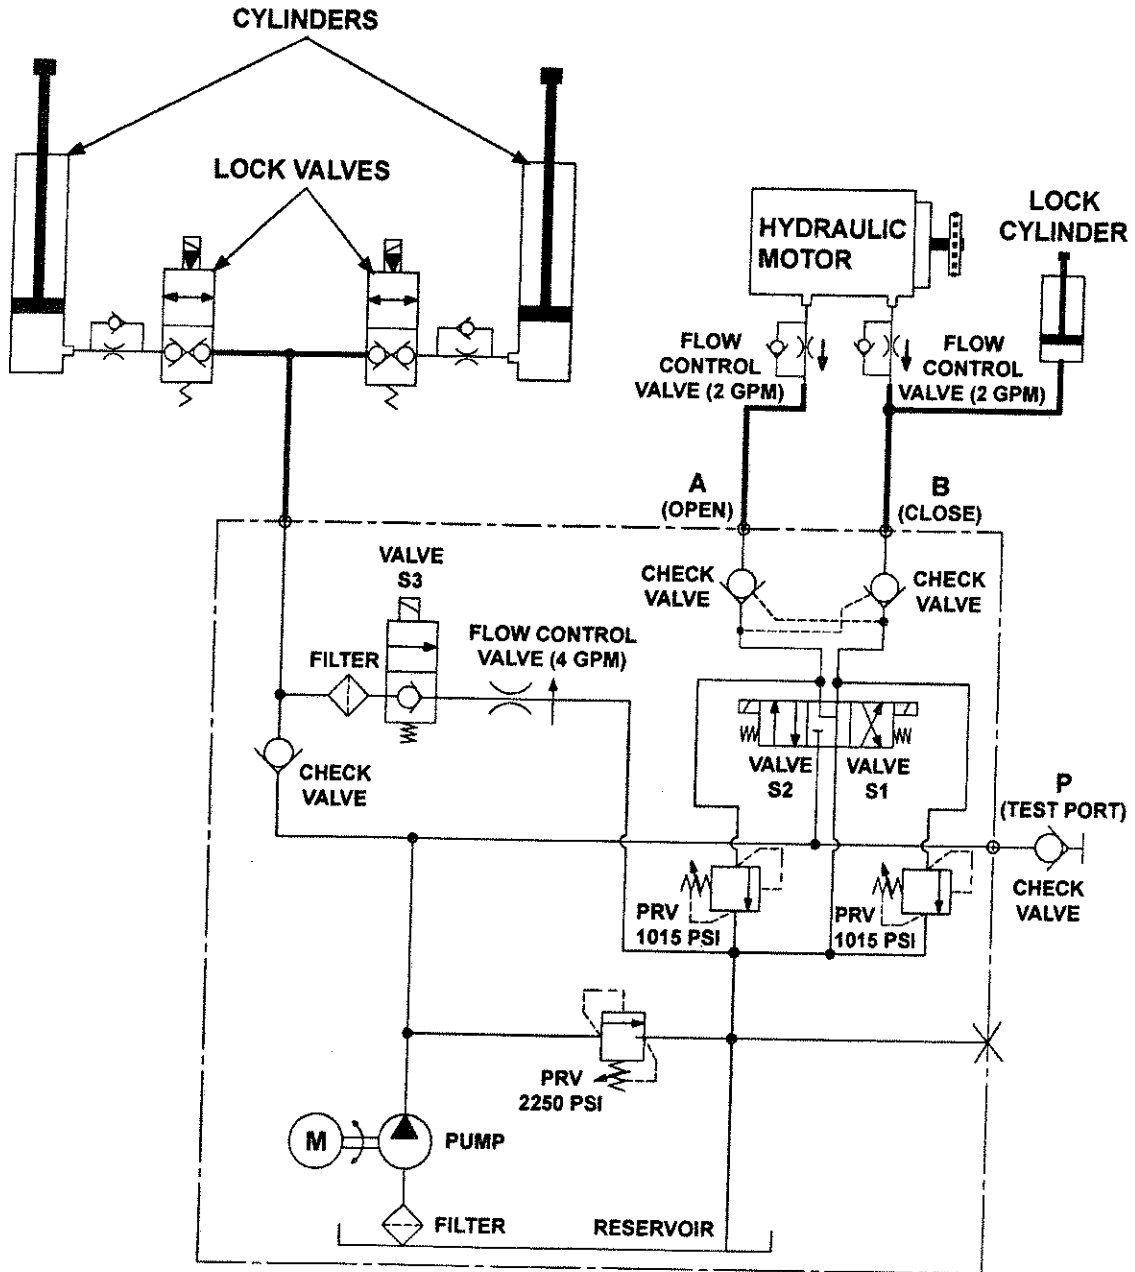 CYLINDERS
LOCK VALVES
HYDRAULIC
MOTOR
LOCK
CYLINDER
FLOW
CONTROL
VALVE (2 GPM)
FLOW
CONTROL
VALVE (2 GPM)
A
(OPEN)
B
(CLOSE)
VALVE
S3
CHECK
VALVE
CHECK
VALVE
FILTER
FLOW CONTROL
VALVE (4 GPM)
CHECK
VALVE
VALVE
S2
VALVE
S1
P
(TEST PORT)
CHECK
VALVE
PRV
1015 PSI
PRV
1015 PSI
PRV
2250 PSI
M
PUMP
FILTER
RESERVOIR